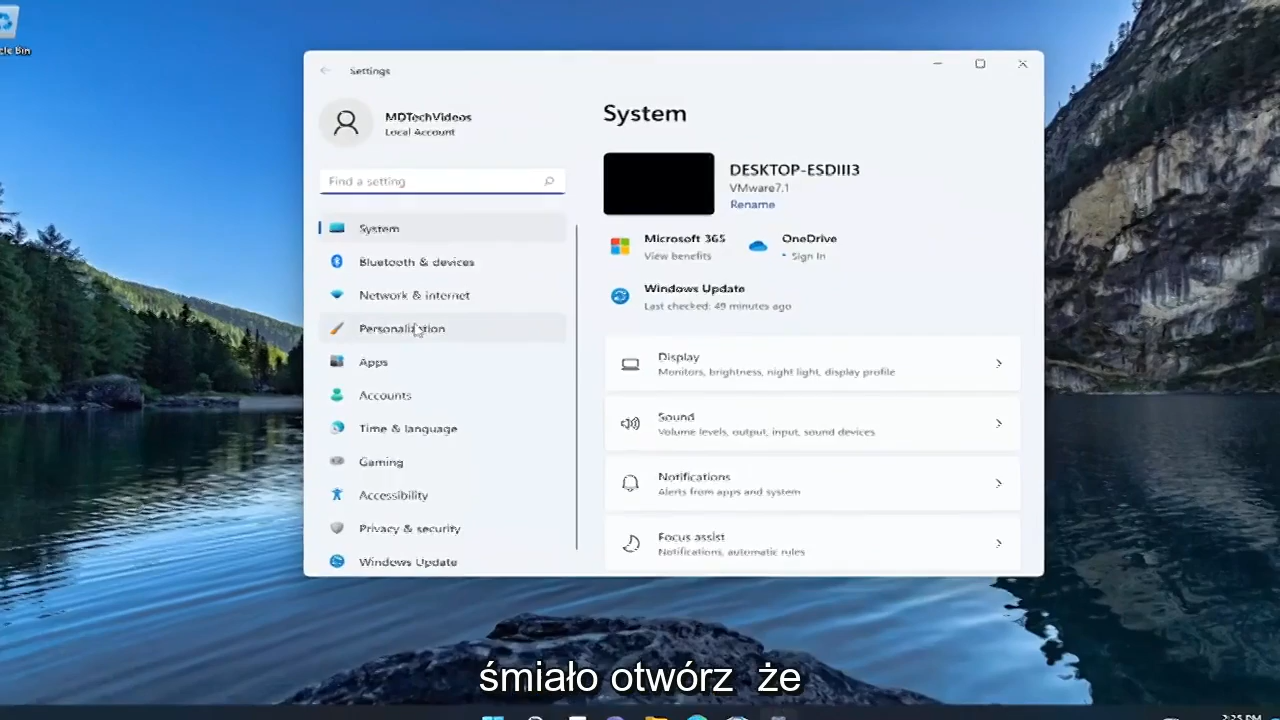 Settings
MDTechVideos
Local Account
Find a setting
System
Bluetooth & devices
Network & internet
Personalization
Apps
Accounts
Time & language
Gaming
Accessibility
Privacy & security
Windows Update
System
DESKTOP-ESDIII3
VMware7.1
Rename
Microsoft 365
View benefits
OneDrive
Sign In
Windows Update
Last checked: 49 minutes ago
Display
Monitors, brightness, night light, display profile
Sound
Volume levels, output, input, sound devices
Notifications
Alerts from apps and system
Focus assist
Notifications, automatic rules
śmiało otwórz że